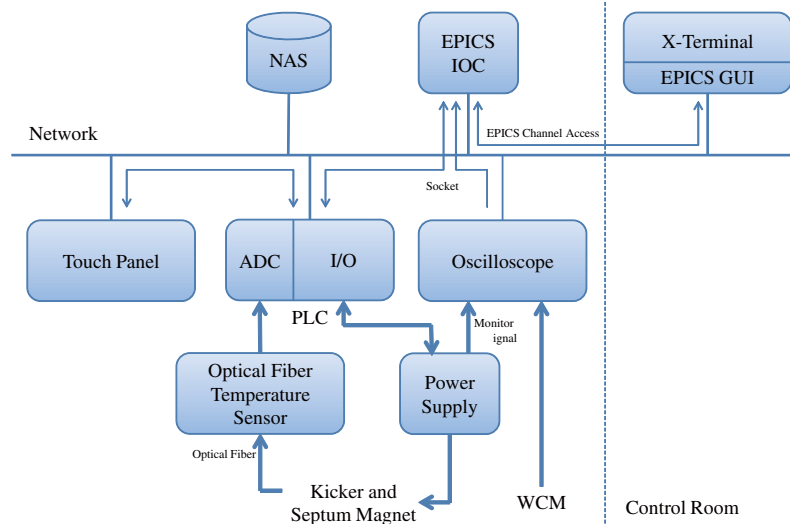 NAS
EPICS
IOC
X-Terminal
EPICS GUI
Network
EPICS Channel Access
Socket
Touch Panel
ADC
I/O
Oscilloscope
PLC
Monitor
ignal
Optical Fiber
Temperature
Sensor
Power
Supply
Optical Fiber
Kicker and
Septum Magnet
WCM
Control Room